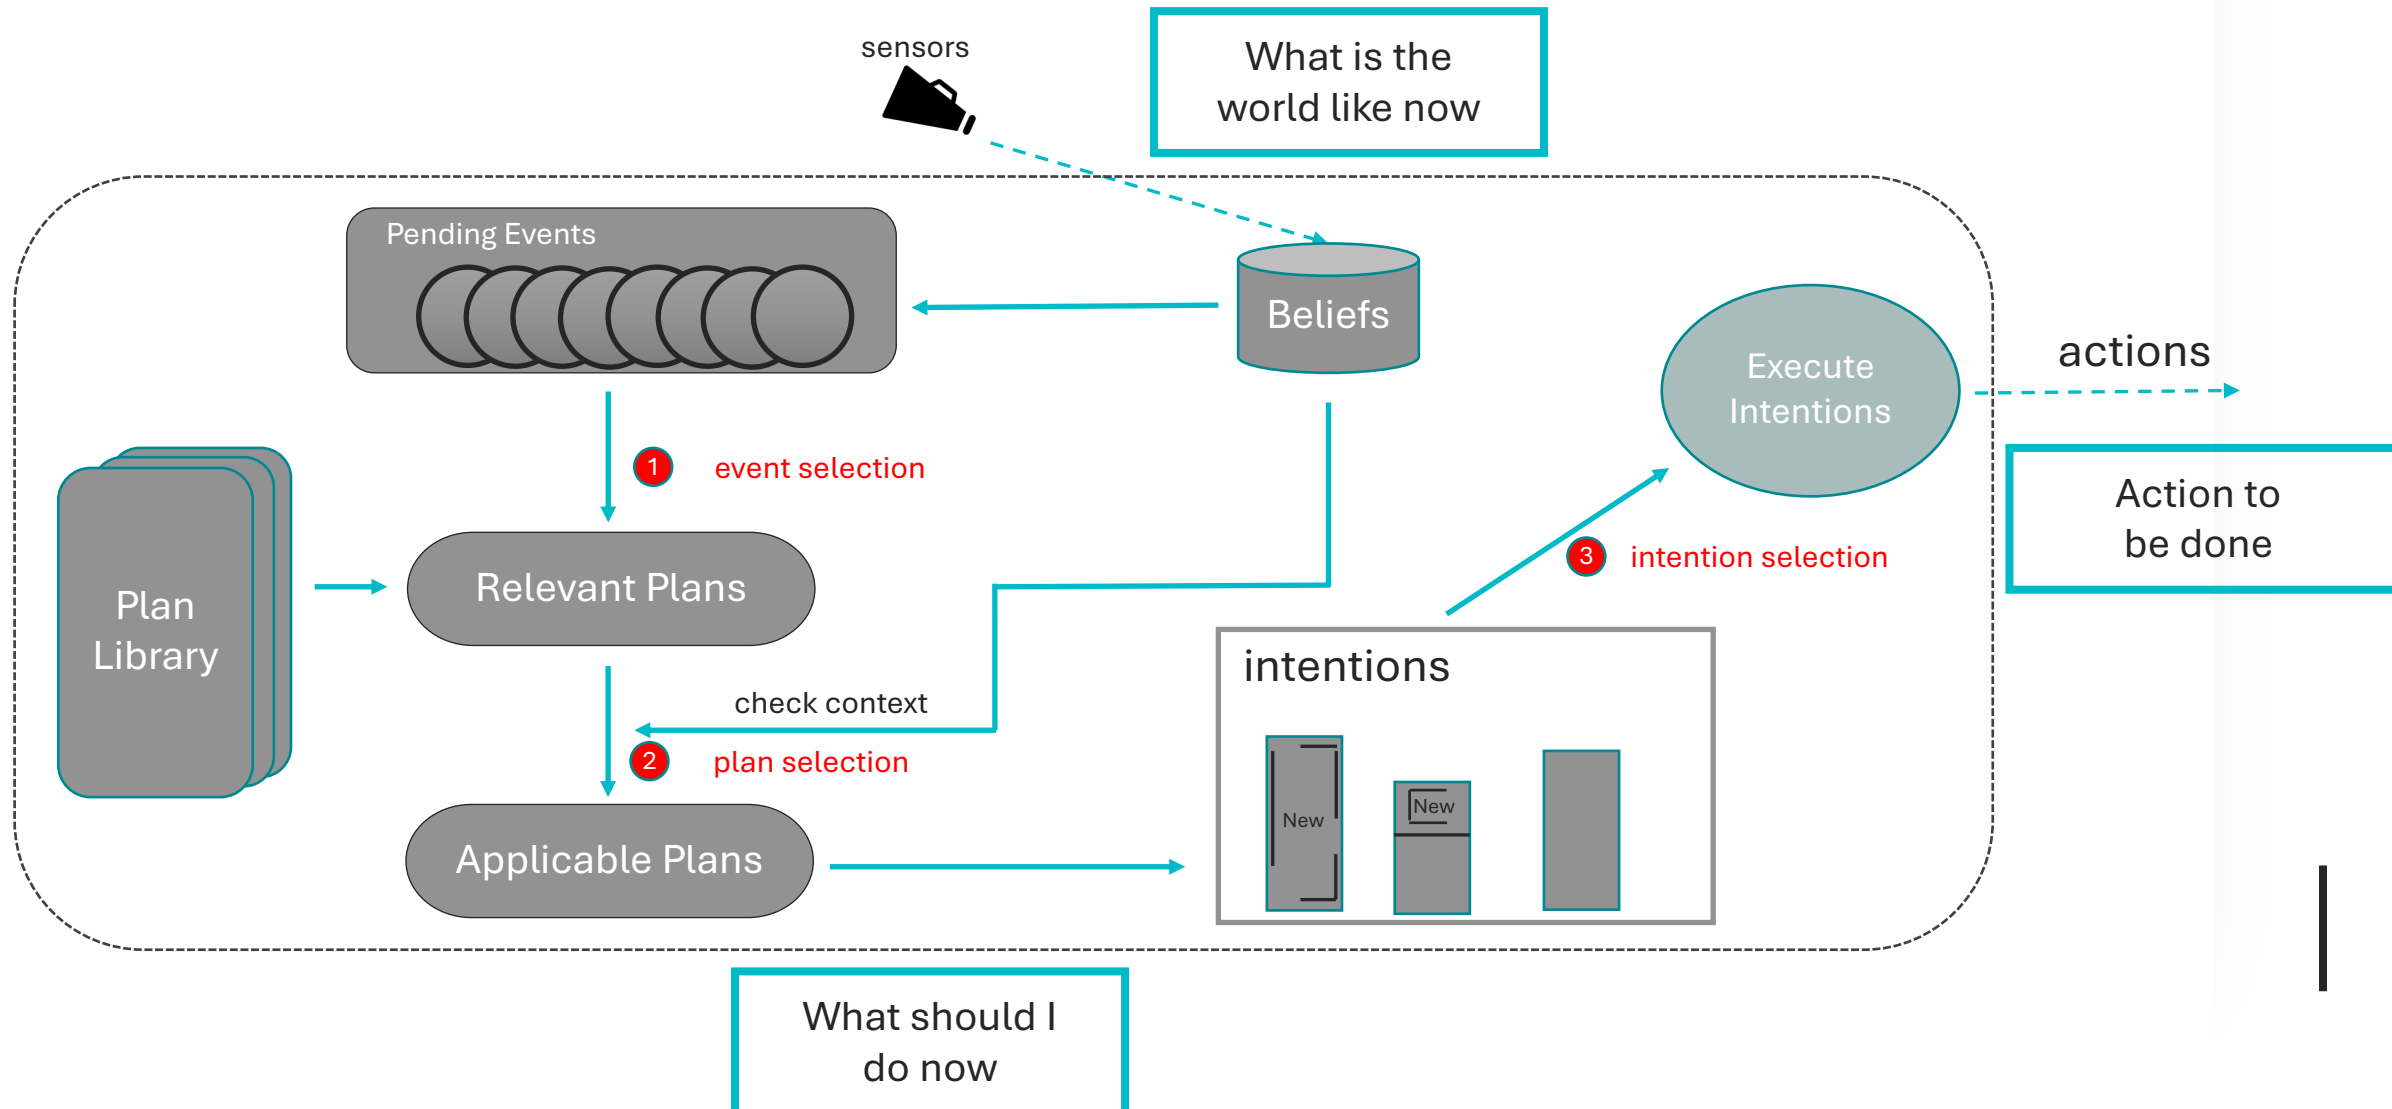 sensors
What is the
world like now
Pending Events
Beliefs
Execute
Intentions
actions
1
event selection
Action to
be done
Plan
Library
Relevant Plans
3
intention selection
intentions
check context
2
plan selection
New
New
Applicable Plans
What should I
do now